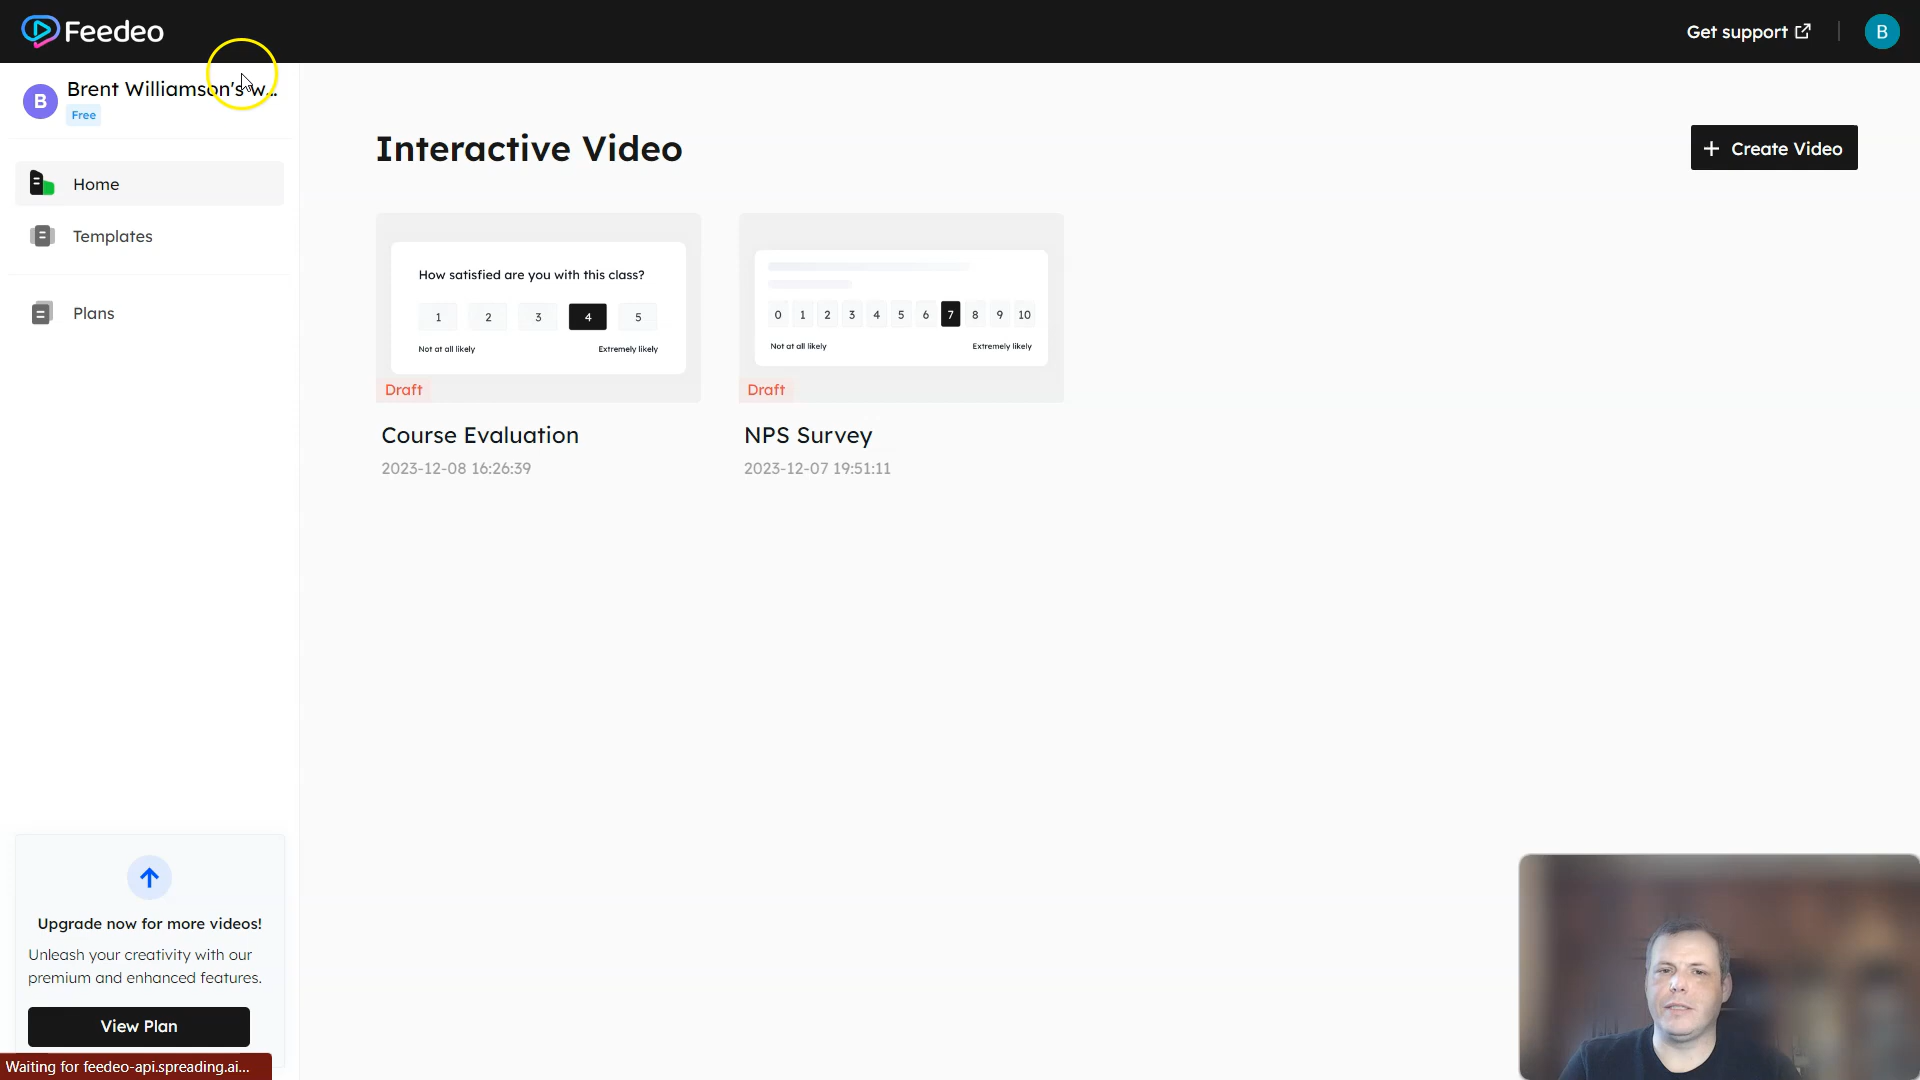 Feedeo
Get support
B
B
Brent Williamson's w...
Free
Home
Templates
Plans
Interactive Video
+ Create Video
How satisfied are you with this class?
1 2 3 4 5
Not at all likely Extremely likely
Draft
Course Evaluation
2023-12-08 16:26:39
0 1 2 3 4 5 6 7 8 9 10
Not at all likely Extremely likely
Draft
NPS Survey
2023-12-07 19:51:11
Upgrade now for more videos!
Unleash your creativity with our
premium and enhanced features.
View Plan
Waiting for feedeo-api.spreading.ai...